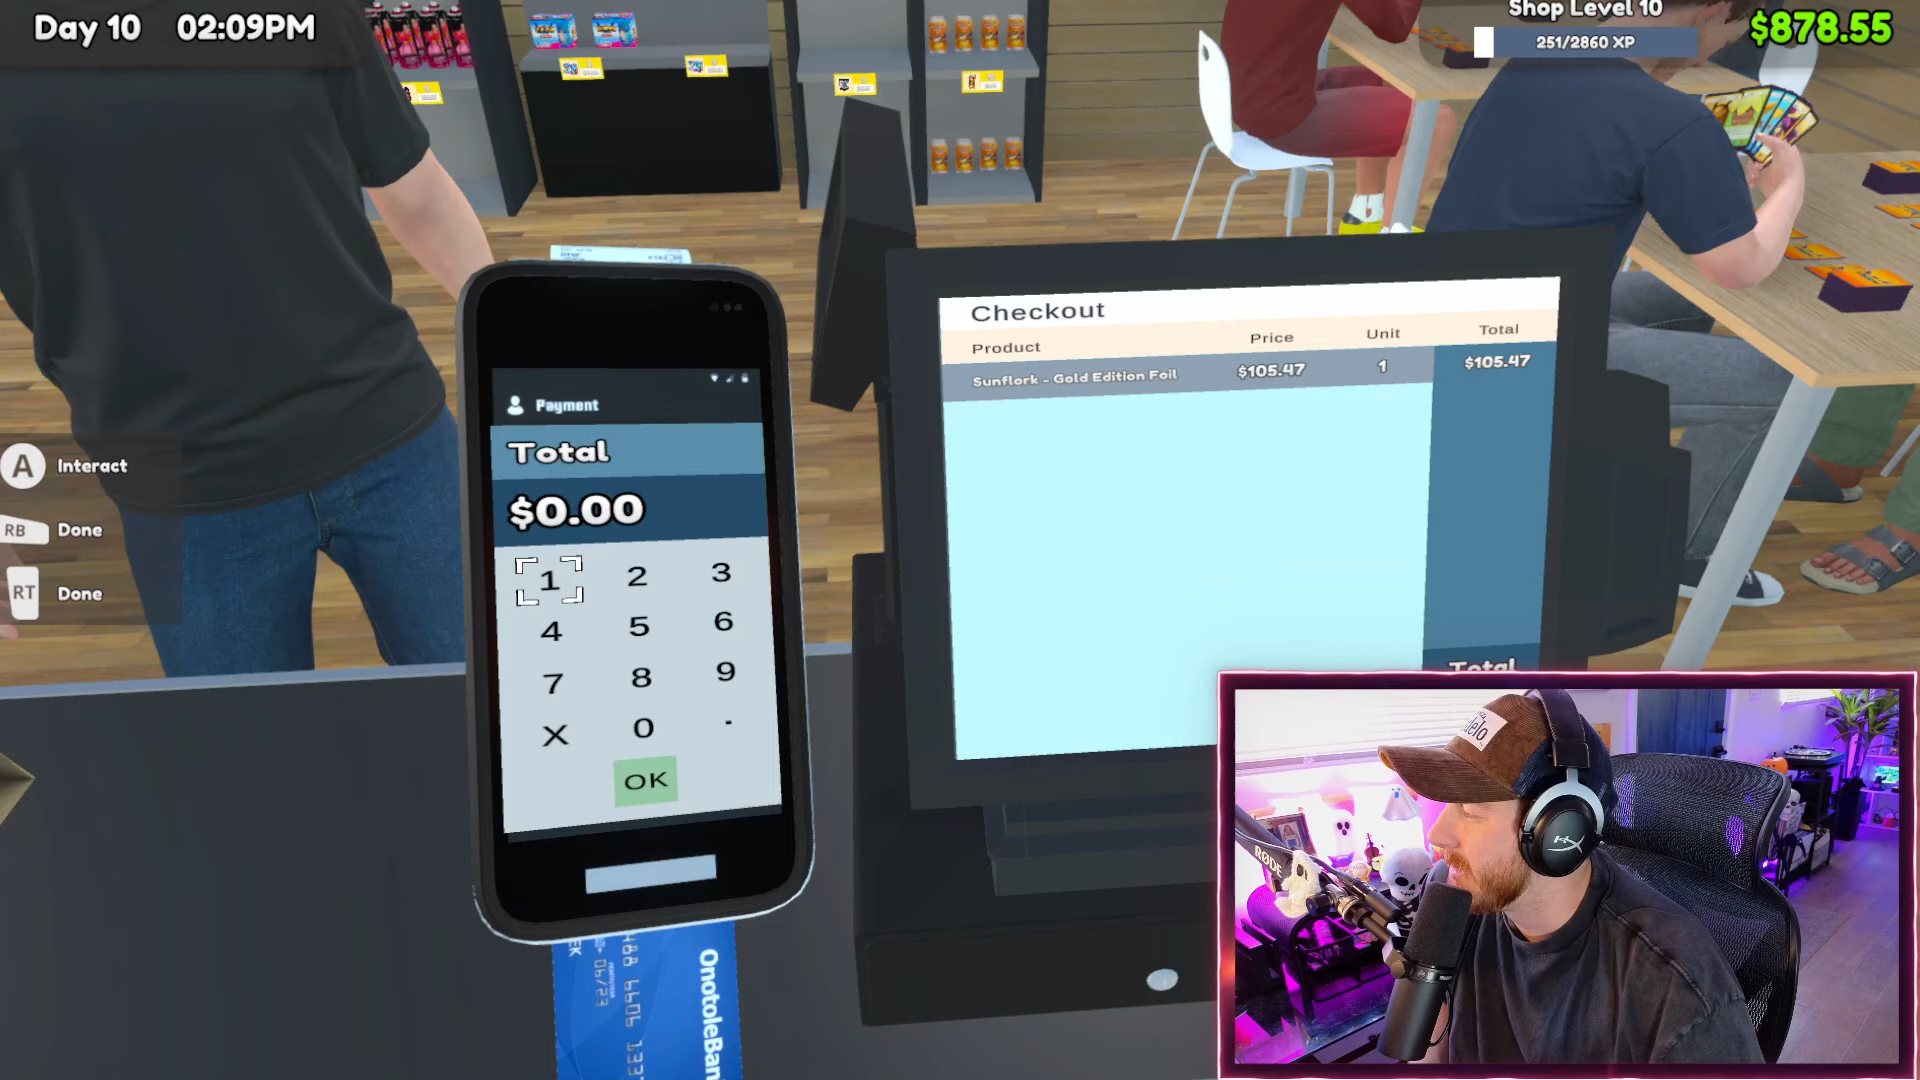 Day 10 02:09PM
Shop Level 10
251/2860 XP
$878.55
A Interact
RB Done
RT Done
Payment
Total
$0.00
1 2 3
4 5 6
7 8 9
X 0 .
OK
Checkout
Product Price Unit Total
Sunflork - Gold Edition Foil $105.47 1 $105.47
Total
OnotoleBan
RØDE